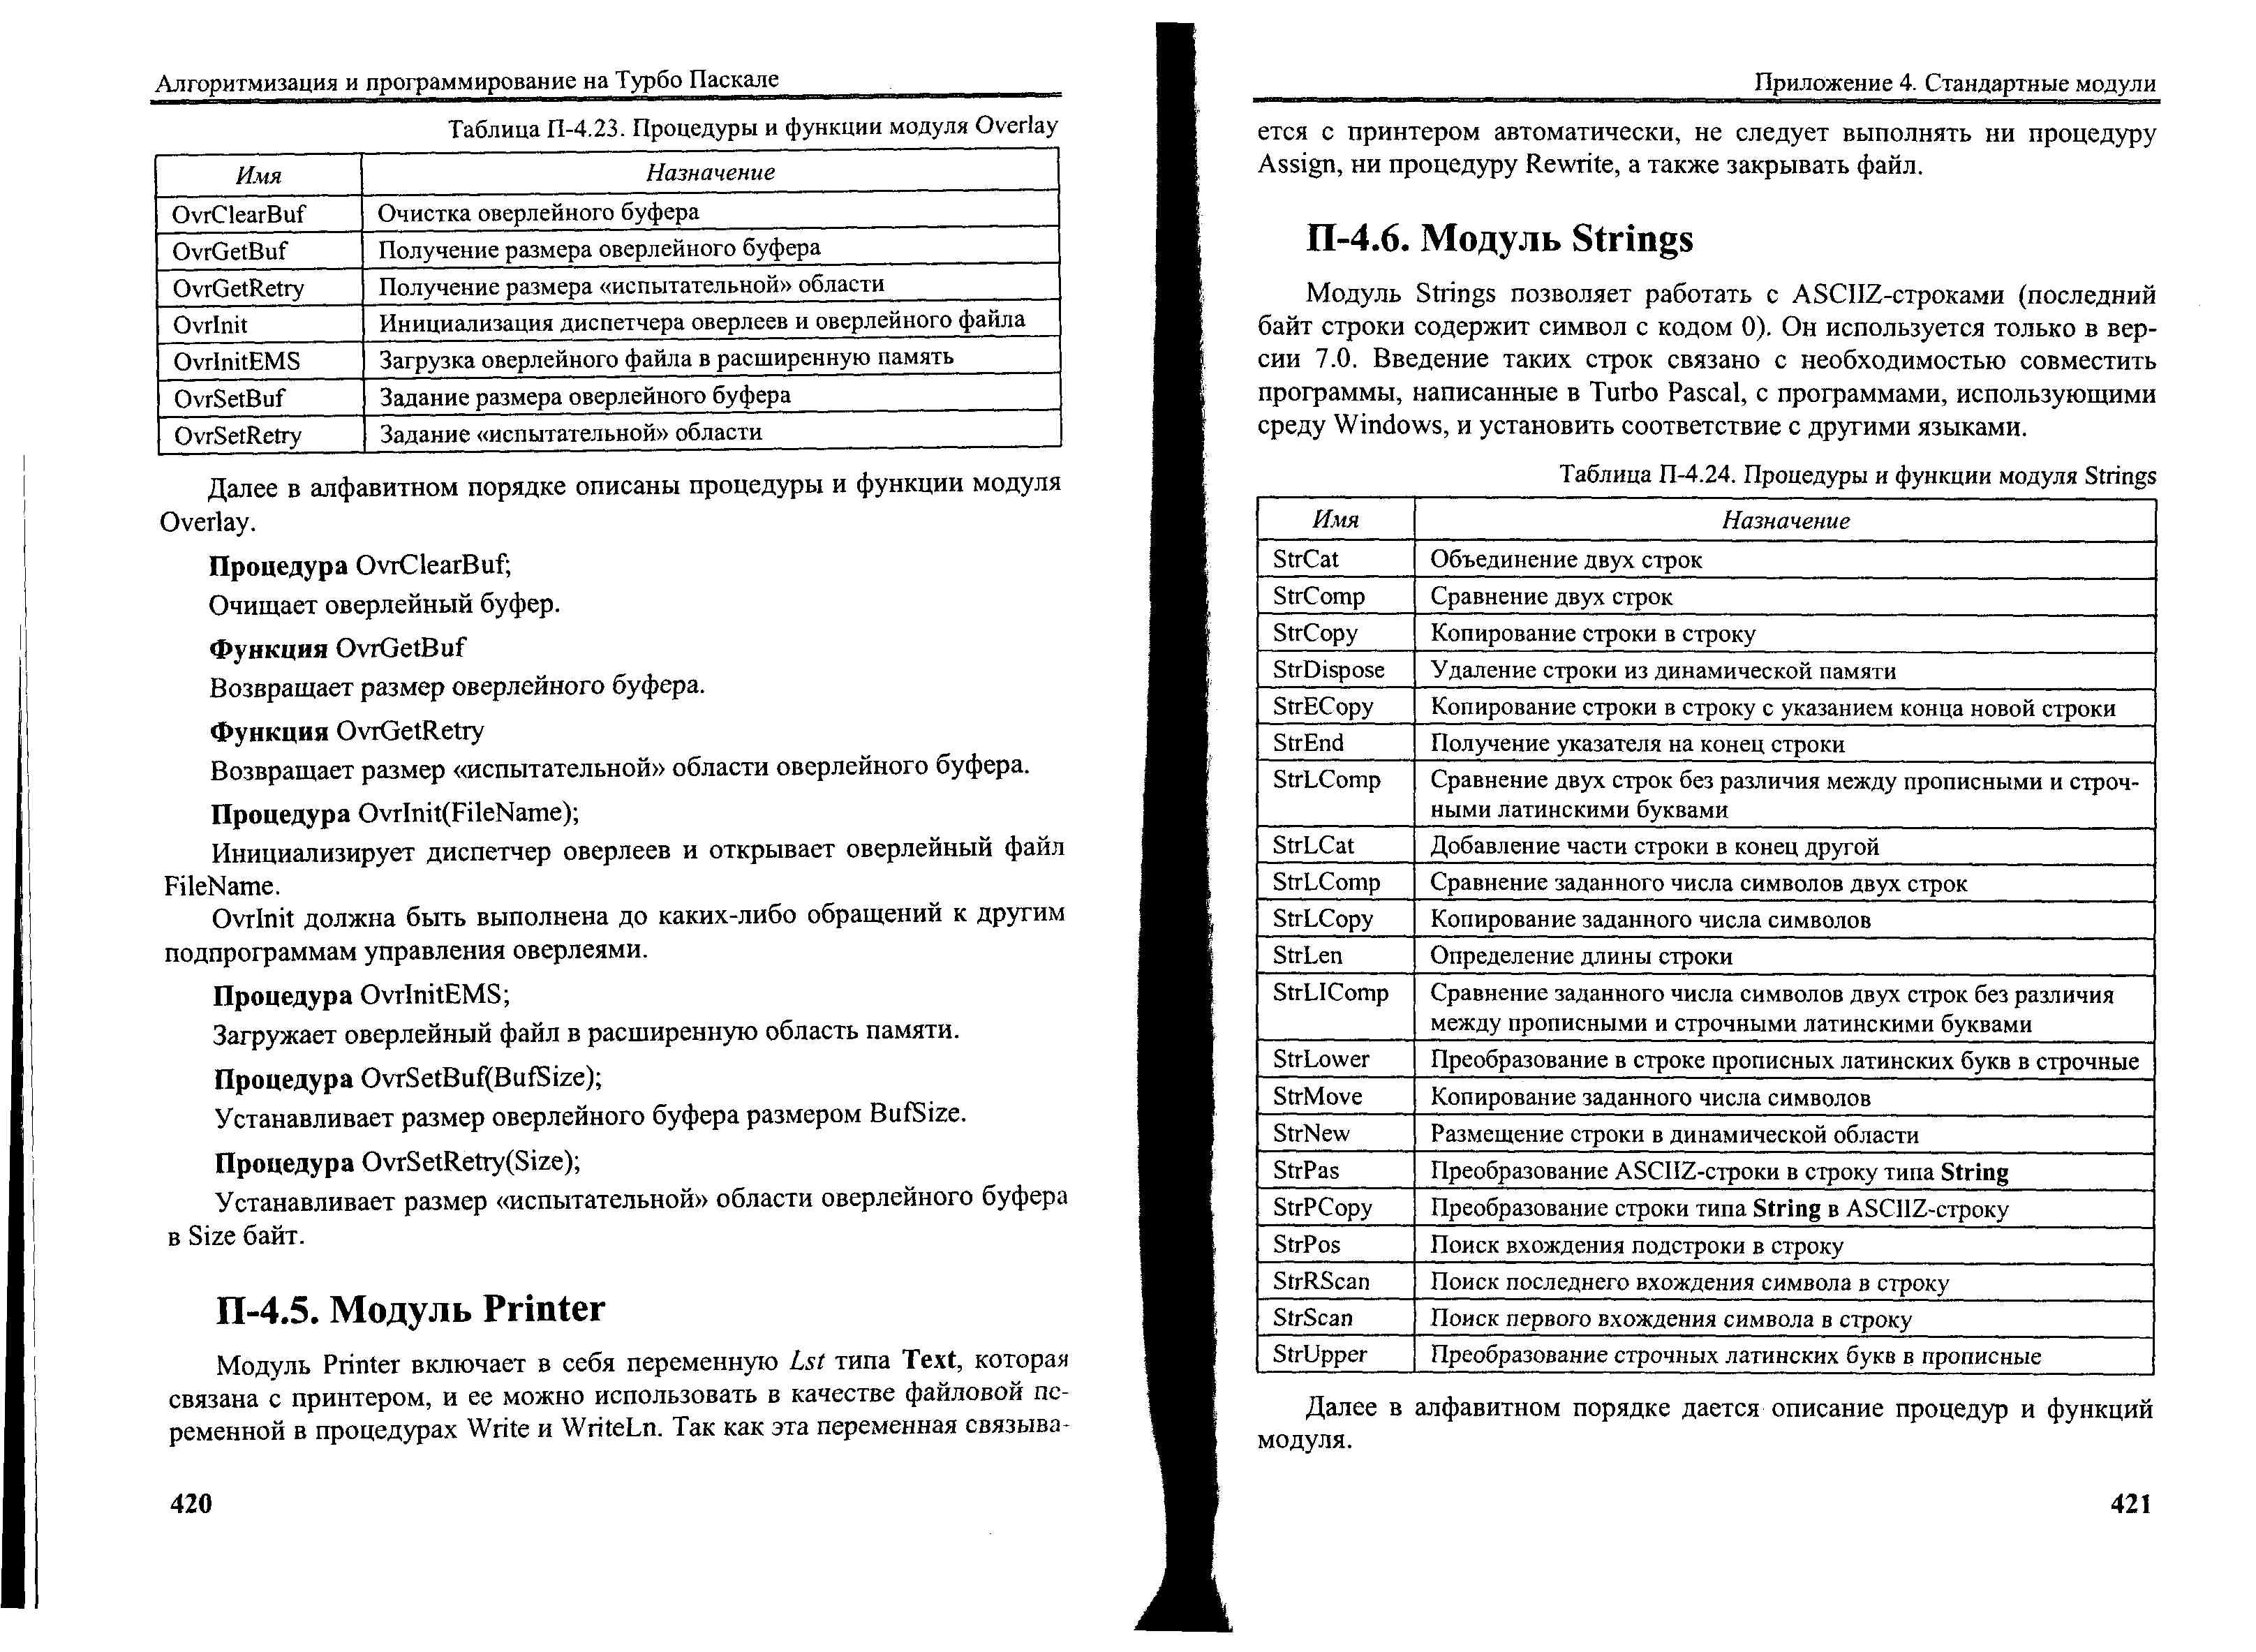 Алгоритмизация и программирование на Турбо Паскале
Таблица П-4.23. Процедуры и функции модуля Overlay
Имя Назначение
OvrClearBuf Очистка оверлейного буфера
OvrGetBuf Получение размера оверлейного буфера
OvrGetRetry Получение размера «испытательной» области
OvrInit Инициализация диспетчера оверлеев и оверлейного файла
OvrInitEMS Загрузка оверлейного файла в расширенную память
OvrSetBuf Задание размера оверлейного буфера
OvrSetRetry Задание «испытательной» области
Далее в алфавитном порядке описаны процедуры и функции модуля
Overlay.
Процедура OvrClearBuf;
Очищает оверлейный буфер.
Функция OvrGetBuf
Возвращает размер оверлейного буфера.
Функция OvrGetRetry
Возвращает размер «испытательной» области оверлейного буфера.
Процедура OvrInit(FileName);
Инициализирует диспетчер оверлеев и открывает оверлейный файл
FileName.
OvrInit должна быть выполнена до каких-либо обращений к другим
подпрограммам управления оверлеями.
Процедура OvrInitEMS;
Загружает оверлейный файл в расширенную область памяти.
Процедура OvrSetBuf(BufSize);
Устанавливает размер оверлейного буфера размером BufSize.
Процедура OvrSetRetry(Size);
Устанавливает размер «испытательной» области оверлейного буфера
в Size байт.
П-4.5. Модуль Printer
Модуль Printer включает в себя переменную Lst типа Text, которая
связана с принтером, и ее можно использовать в качестве файловой пе-
ременной в процедурах Write и WriteLn. Так как эта переменная связыва-
420
Приложение 4. Стандартные модули
ется с принтером автоматически, не следует выполнять ни процедуру
Assign, ни процедуру Rewrite, а также закрывать файл.
П-4.6. Модуль Strings
Модуль Strings позволяет работать с ASCIIZ-строками (последний
байт строки содержит символ с кодом 0). Он используется только в вер-
сии 7.0. Введение таких строк связано с необходимостью совместить
программы, написанные в Turbo Pascal, с программами, использующими
среду Windows, и установить соответствие с другими языками.
Таблица П-4.24. Процедуры и функции модуля Strings
Имя Назначение
StrCat Объединение двух строк
StrComp Сравнение двух строк
StrCopy Копирование строки в строку
StrDispose Удаление строки из динамической памяти
StrECopy Копирование строки в строку с указанием конца новой строки
StrEnd Получение указателя на конец строки
StrLComp Сравнение двух строк без различия между прописными и строч-
ными латинскими буквами
StrLCat Добавление части строки в конец другой
StrLComp Сравнение заданного числа символов двух строк
StrLCopy Копирование заданного числа символов
StrLen Определение длины строки
StrLIComp Сравнение заданного числа символов двух строк без различия
между прописными и строчными латинскими буквами
StrLower Преобразование в строке прописных латинских букв в строчные
StrMove Копирование заданного числа символов
StrNew Размещение строки в динамической области
StrPas Преобразование ASCIIZ-строки в строку типа String
StrPCopy Преобразование строки типа String в ASCIIZ-строку
StrPos Поиск вхождения подстроки в строку
StrRScan Поиск последнего вхождения символа в строку
StrScan Поиск первого вхождения символа в строку
StrUpper Преобразование строчных латинских букв в прописные
Далее в алфавитном порядке дается описание процедур и функций
модуля.
421